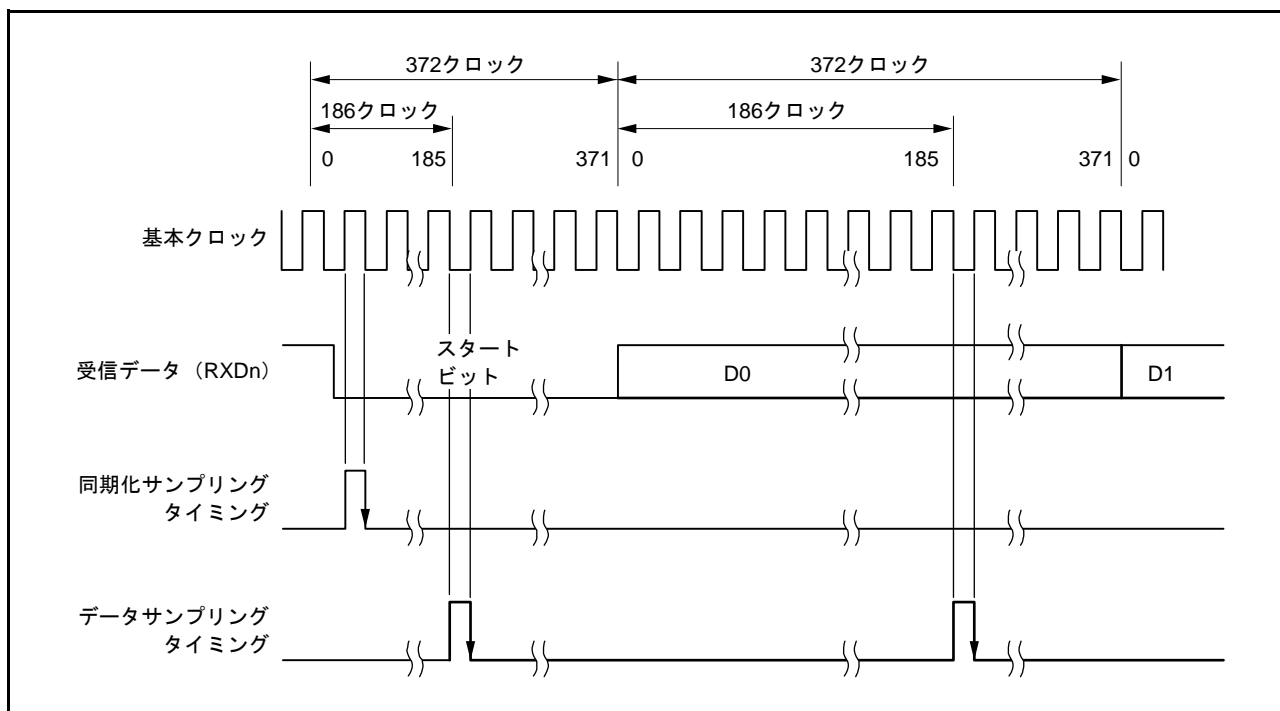 372クロック 372クロック
186クロック 186クロック
0 185 371 0 185 371 0
基本クロック
受信データ（RXDn）
スタート
ビット
D0 D1
同期化サンプリング
タイミング
データサンプリング
タイミング